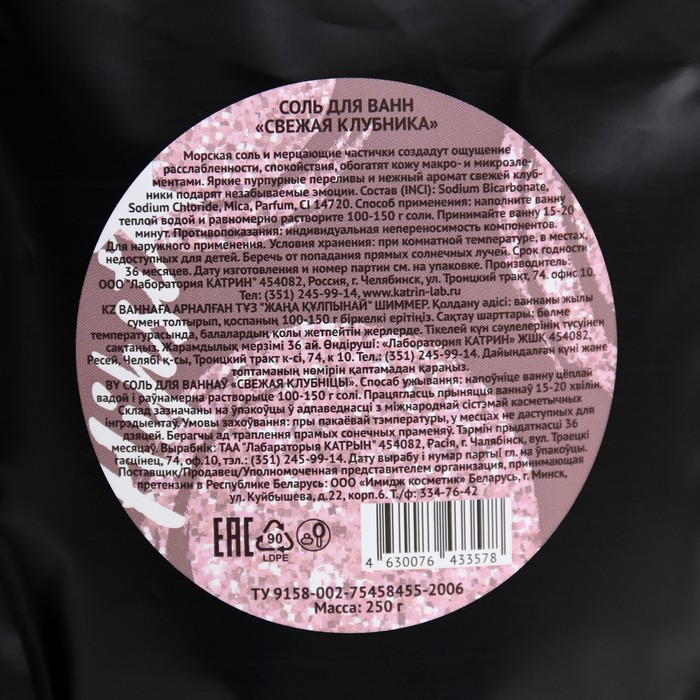 СОЛЬ ДЛЯ ВАНН
«СВЕЖАЯ КЛУБНИКА»
Морская соль и мерцающие частички создадут ощущение
расслабленности, спокойствия, обогатят кожу макро- и микроэле-
ментами. Яркие пурпурные переливы и нежный аромат свежей клуб-
ники подарят незабываемые эмоции. Состав (INCI): Sodium Bicarbonate,
Sodium Chloride, Mica, Parfum, CI 14720. Способ применения: наполните ванну
теплой водой и равномерно растворите 100-150 г соли. Принимайте ванну 15-20
минут. Противопоказания: индивидуальная непереносимость компонентов.
Для наружного применения. Условия хранения: при комнатной температуре, в местах,
недоступных для детей. Беречь от попадания прямых солнечных лучей. Срок годности
36 месяцев. Дату изготовления и номер партии см. на упаковке. Производитель:
ООО "Лаборатория КАТРИН" 454082, Россия, г. Челябинск, ул. Троицкий тракт, 74. офис 10.
Тел: (351) 245-99-14, www.katrin-lab.ru
KZ ВАННАҒА АРНАЛҒАН ТҰЗ "ЖАҢА ҚҰЛПЫНАЙ" ШИММЕР. Қолдану әдісі: ваннаны жылы
сумен толтырып, қоспаның 100-150 г біркелкі ерітіңіз. Сақтау шарттары: бөлме
температурасында, балалардың қолы жетпейтін жерлерде. Тікелей күн сәулелерінің түсуінен
сақтаңыз. Жарамдылық мерзімі 36 ай. Өндіруші: «Лаборатория КАТРИН» ЖШҚ 454082,
Ресей, Челябі қ-сы, Троицкий тракт к-сі, 74, к 10. Тел.: (351) 245-99-14. Дайындалған күні және
топтаманың нөмірін қаптамадан қараңыз.
BY СОЛЬ ДЛЯ ВАННАЎ «СВЕЖАЯ КЛУБНІЦЫ». Спосаб ужывання: напоўніце ванну цёплай
вадой і раўнамерна растворыце 100-150 г солі. Працягласць прыняцця ванны 15-20 хвілін.
Склад зазначаны на ўпакоўцы ў адпаведнасці з міжнароднай сістэмай касметычных
інгрэдыентаў. Умовы захоўвання: пры пакаёвай тэмпературы, у месцах не даступных для
дзяцей. Берагчы ад траплення прамых сонечных праменяў. Тэрмін прыдатнасці 36
месяцаў. Вырабнік: ТАА "Лабараторыя КАТРЫН" 454082, Расія, г. Чалябінск, вул. Траецкі
гасцінец, 74, оф.10, тэл.: (351) 245-99-14. Дату вырабу і нумар партыі гл. на ўпакоўцы.
Поставщик/Продавец/Уполномоченная представителем организация, принимающая
претензии в Республике Беларусь: ООО «Имидж косметик» Беларусь, г. Минск,
ул. Куйбышева, д.22, корп.6. Т./ф: 334-76-42
EAC
90
LDPE
4 630076 433578
ТУ 9158-002-75458455-2006
Масса: 250 г